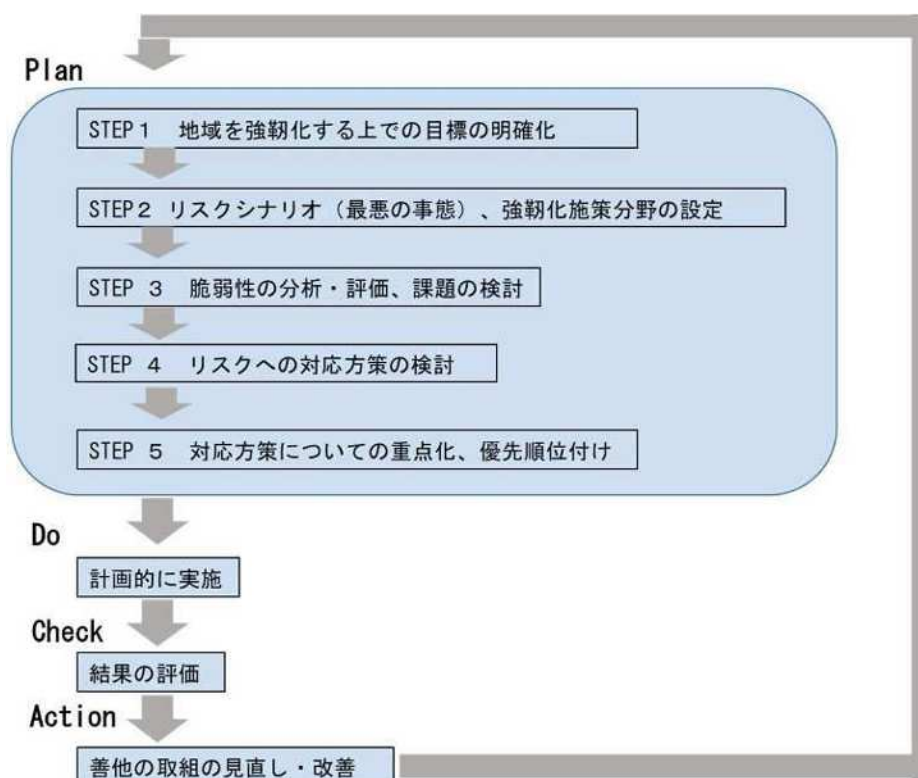 Plan
STEP 1 地域を強靱化する上での目標の明確化
STEP2 リスクシナリオ（最悪の事態）、強靱化施策分野の設定
STEP 3 脆弱性の分析・評価、課題の検討
STEP 4 リスクへの対応方策の検討
STEP 5 対応方策についての重点化、優先順位付け
Do
計画的に実施
Check
結果の評価
Action
善他の取組の見直し・改善